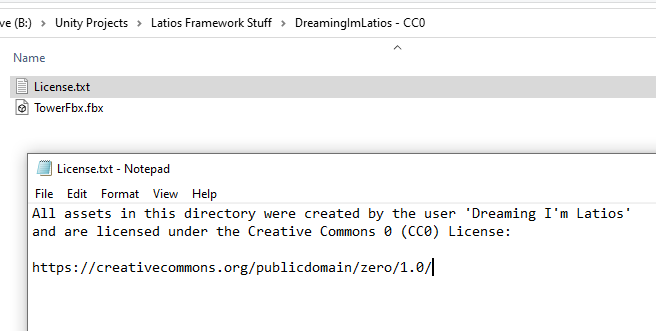 ve (B:) > Unity Projects > Latios Framework Stuff > DreamingImLatios - CC0
Name
License.txt
TowerFbx.fbx
License.txt - Notepad
File Edit Format View Help
All assets in this directory were created by the user 'Dreaming I'm Latios'
and are licensed under the Creative Commons 0 (CC0) License:
https://creativecommons.org/publicdomain/zero/1.0/